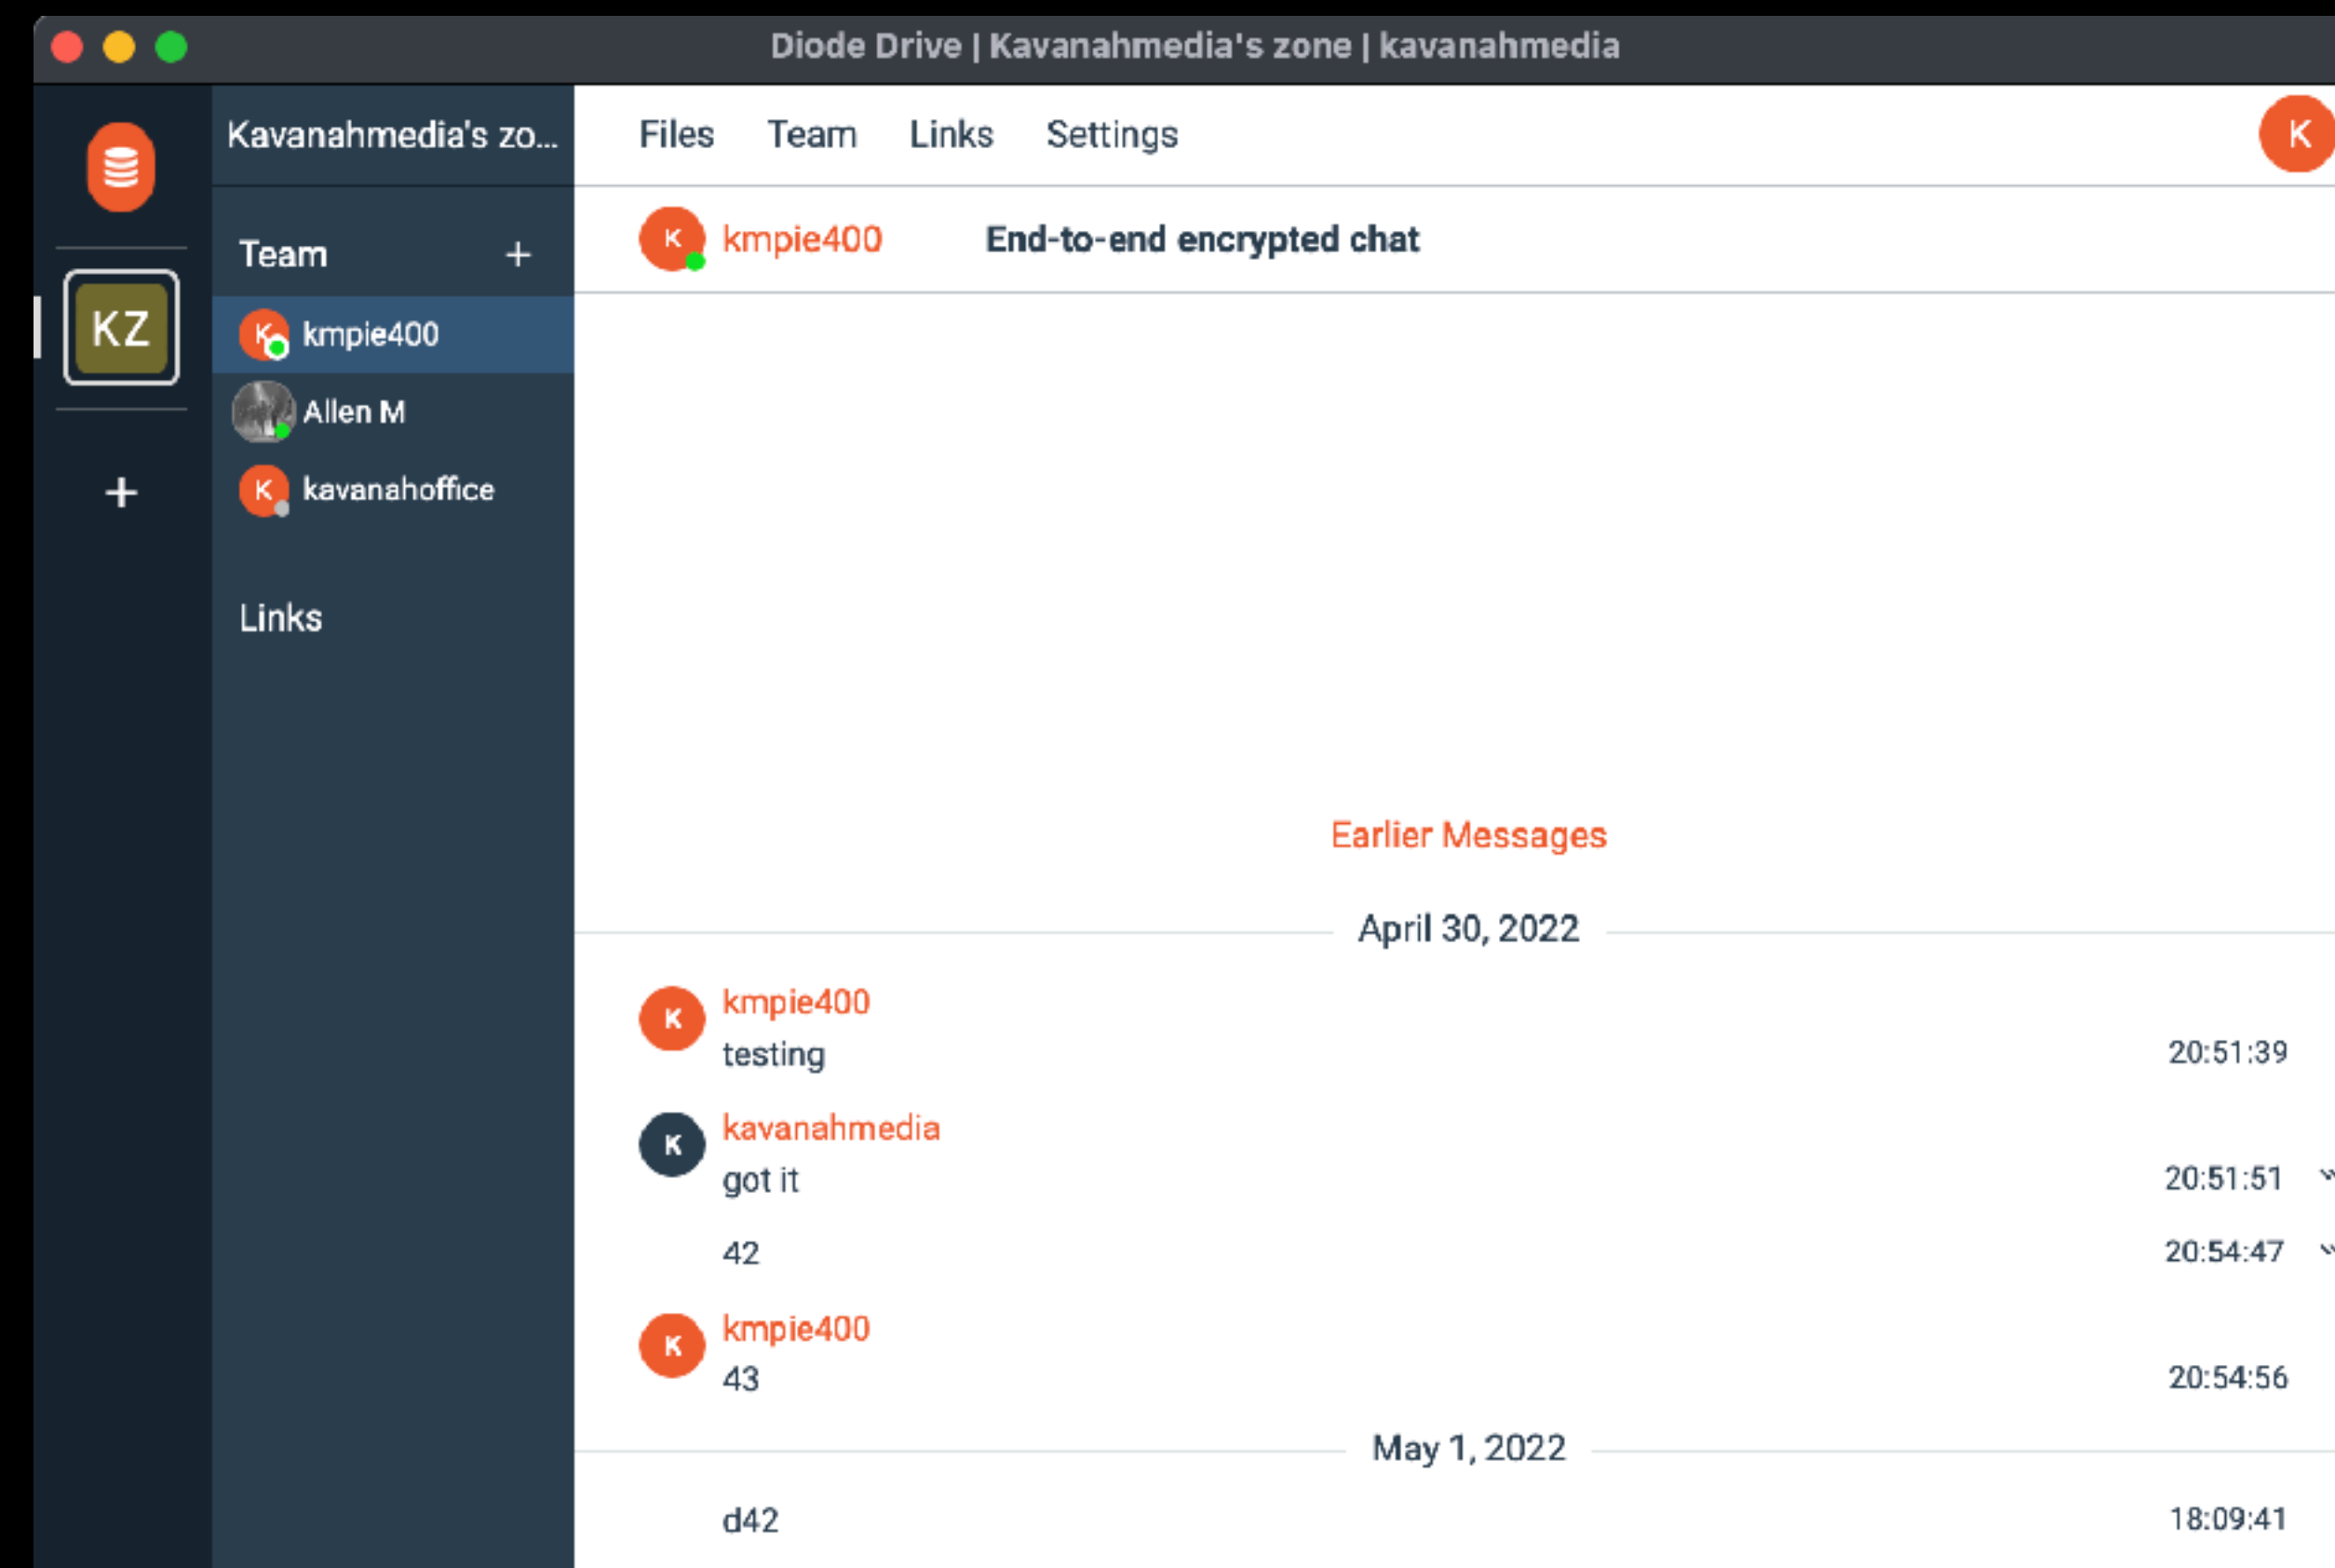 Diode Drive | Kavanahmedia's zone | kavanahmedia
Kavanahmedia's zo...
Files Team Links Settings
K
Team +
K kmpie400 End-to-end encrypted chat
KZ
K kmpie400
Allen M
K kavanahoffice
+
Links
Earlier Messages
April 30, 2022
K kmpie400
testing 20:51:39
K kavanahmedia
got it 20:51:51
42 20:54:47
K kmpie400
43 20:54:56
May 1, 2022
d42 18:09:41